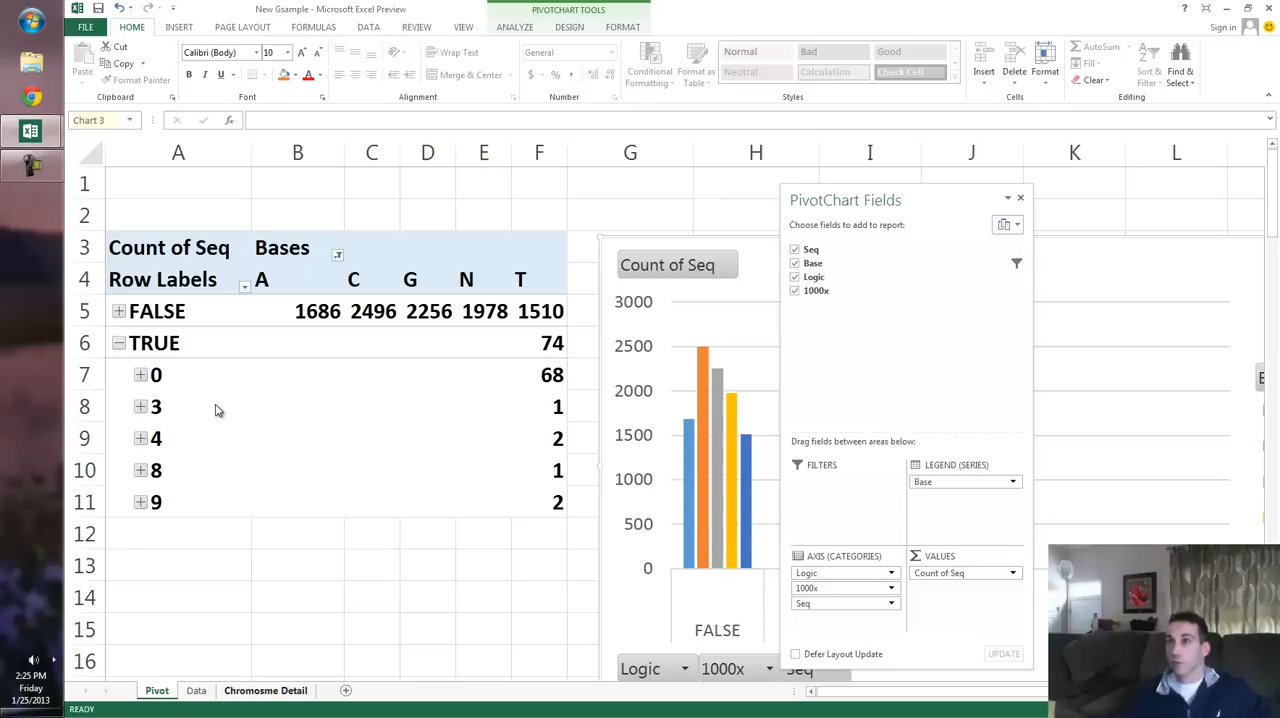 New Gsample - Microsoft Excel Preview
PIVOTCHART TOOLS
?
FILE HOME INSERT PAGE LAYOUT FORMULAS DATA REVIEW VIEW ANALYZE DESIGN FORMAT Sign in
Cut
Copy
Format Painter
Paste
Clipboard
Calibri (Body) 10
B I U
Font
Wrap Text
Merge & Center
Alignment
General
$ % ,
Number
Conditional
Formatting
Format as
Table
Normal Bad Good
Neutral Calculation Check Cell
Styles
Insert Delete Format
Cells
AutoSum
Fill
Clear
Sort &
Filter
Find &
Select
Editing
Chart 3 fx
A B C D E F G H I J K L
1
2
3 Count of Seq Bases
4 Row Labels A C G N T
5 FALSE 1686 2496 2256 1978 1510
6 TRUE 74
7 0 68
8 3 1
9 4 2
10 8 1
11 9 2
12
13
14
15
16
Count of Seq
3000
2500
2000
1500
1000
500
0
FALSE
Logic 1000x Seq
PivotChart Fields
Choose fields to add to report:
Seq
Base
Logic
1000x
Drag fields between areas below:
FILTERS
LEGEND (SERIES)
Base
AXIS (CATEGORIES)
Logic
1000x
Seq
VALUES
Count of Seq
Defer Layout Update UPDATE
Pivot Data Chromosme Detail
READY
2:25 PM
Friday
1/25/2013